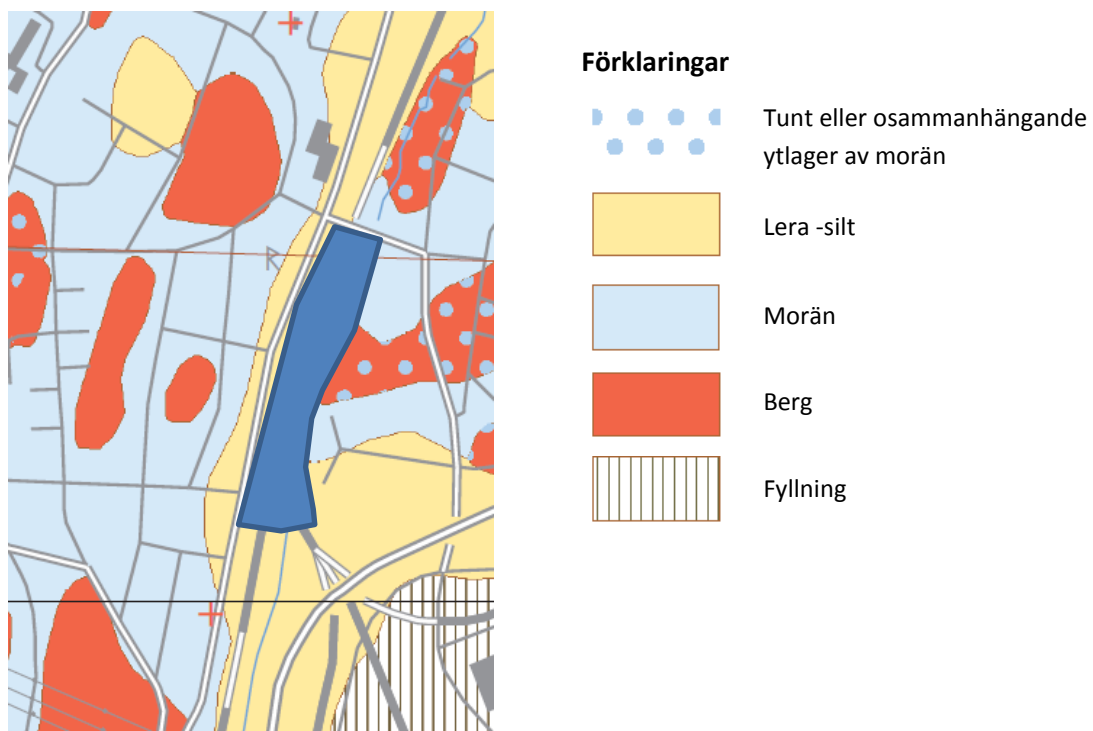 Förklaringar
Tunt eller osammanhängande
ytlager av morän
Lera -silt
Morän
Berg
Fyllning
R